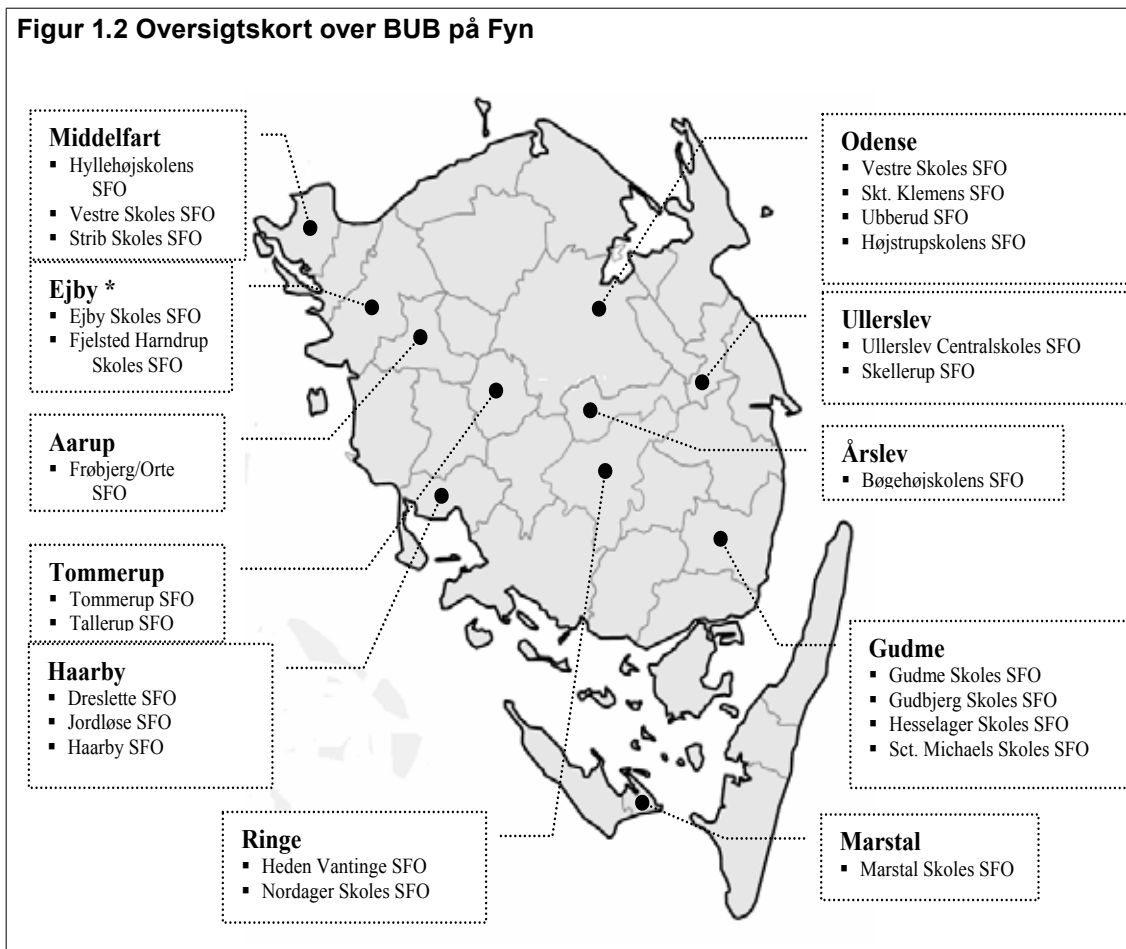 Figur 1.2 Oversigtskort over BUB på Fyn
Middelfart
▪ Hyllehøjskolens
SFO
▪ Vestre Skoles SFO
▪ Strib Skoles SFO
Ejby *
▪ Ejby Skoles SFO
▪ Fjelsted Harndrup
Skoles SFO
Aarup
▪ Frøbjerg/Orte
SFO
Tommerup
▪ Tommerup SFO
▪ Tallerup SFO
Haarby
▪ Dreslette SFO
▪ Jordløse SFO
▪ Haarby SFO
Ringe
▪ Heden Vantinge SFO
▪ Nordager Skoles SFO
Odense
▪ Vestre Skoles SFO
▪ Skt. Klemens SFO
▪ Ubberud SFO
▪ Højstrupskolens SFO
Ullerslev
▪ Ullerslev Centralskoles SFO
▪ Skellerup SFO
Årslev
▪ Bøgehøjskolens SFO
Gudme
▪ Gudme Skoles SFO
▪ Gudbjerg Skoles SFO
▪ Hesselager Skoles SFO
▪ Sct. Michaels Skoles SFO
Marstal
▪ Marstal Skoles SFO